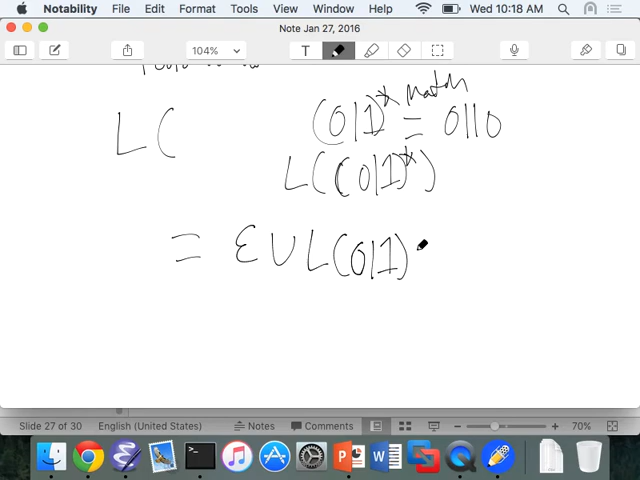 Notability File Edit Format Tools View Window Help Wed 10:18 AM
Note Jan 27, 2016
104% T
match
L( (0|1)* = 0110
L((0|1)*)
= ε ∪ L(0|1)
Slide 27 of 30 English (United States) Notes Comments 70%